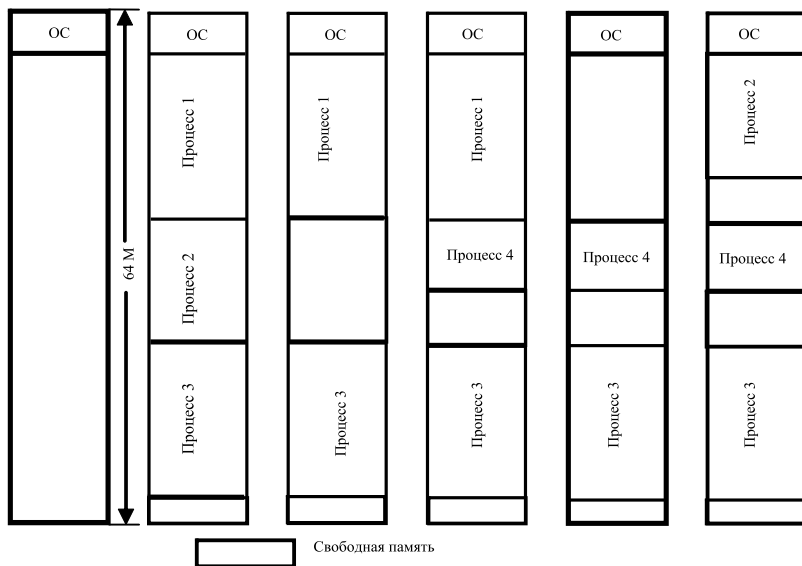 ОС
64 М
ОС
Процесс 1
Процесс 2
Процесс 3
ОС
Процесс 1
Процесс 3
ОС
Процесс 1
Процесс 4
Процесс 3
ОС
Процесс 4
Процесс 3
ОС
Процесс 2
Процесс 4
Процесс 3
Свободная память